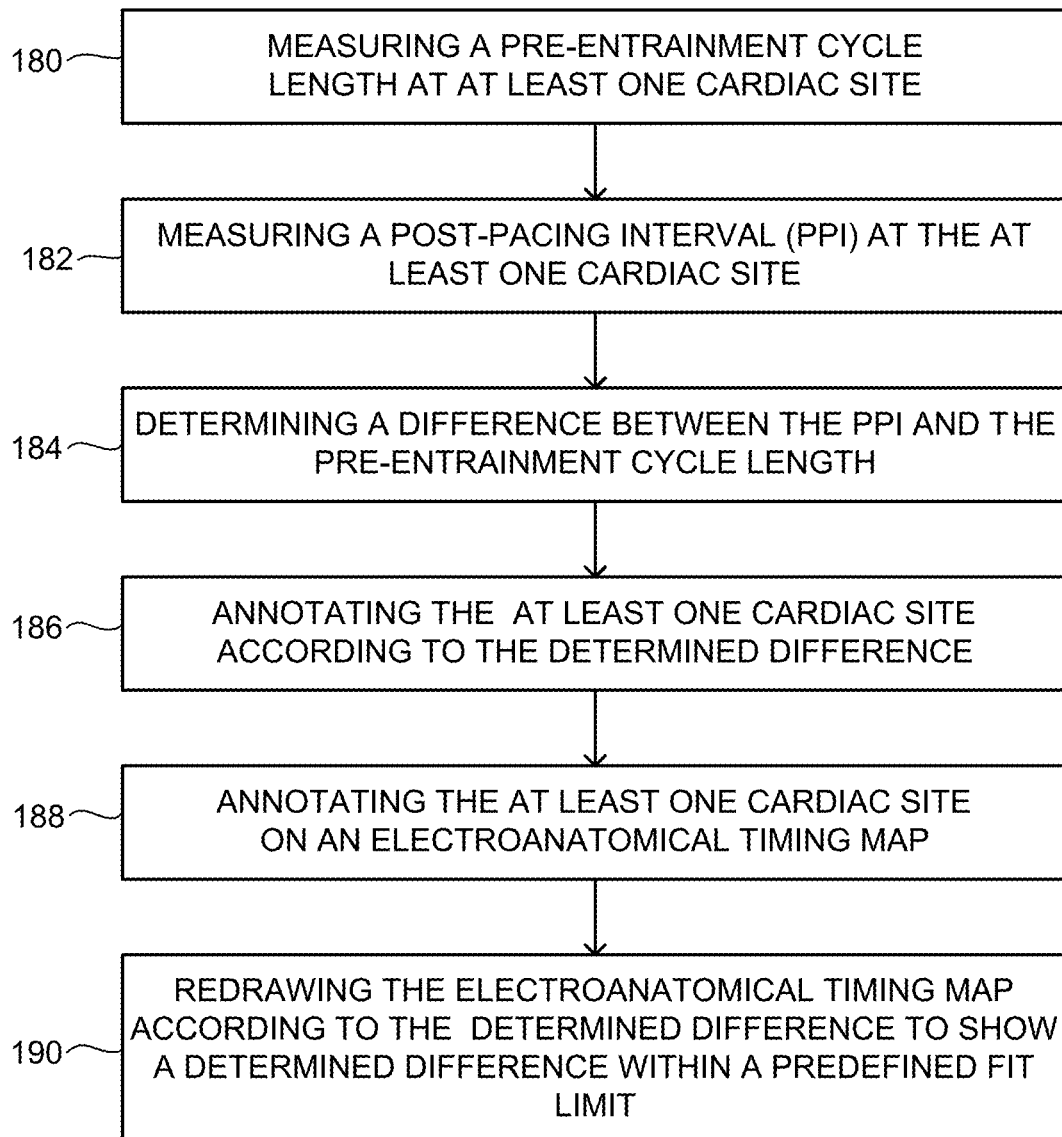 180
MEASURING A PRE-ENTRAINMENT CYCLE
LENGTH AT AT LEAST ONE CARDIAC SITE
182
MEASURING A POST-PACING INTERVAL (PPI) AT THE AT
LEAST ONE CARDIAC SITE
184
DETERMINING A DIFFERENCE BETWEEN THE PPI AND THE
PRE-ENTRAINMENT CYCLE LENGTH
186
ANNOTATING THE AT LEAST ONE CARDIAC SITE
ACCORDING TO THE DETERMINED DIFFERENCE
188
ANNOTATING THE AT LEAST ONE CARDIAC SITE
ON AN ELECTROANATOMICAL TIMING MAP
190
REDRAWING THE ELECTROANATOMICAL TIMING MAP
ACCORDING TO THE DETERMINED DIFFERENCE TO SHOW
A DETERMINED DIFFERENCE WITHIN A PREDEFINED FIT
LIMIT